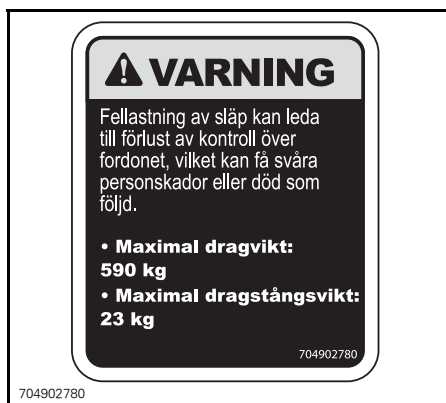 VARNING
Fellastning av släp kan leda
till förlust av kontroll över
fordonet, vilket kan få svåra
personskador eller död som
följd.
• Maximal dragvikt:
590 kg
• Maximal dragstångsvikt:
23 kg
704902780
704902780